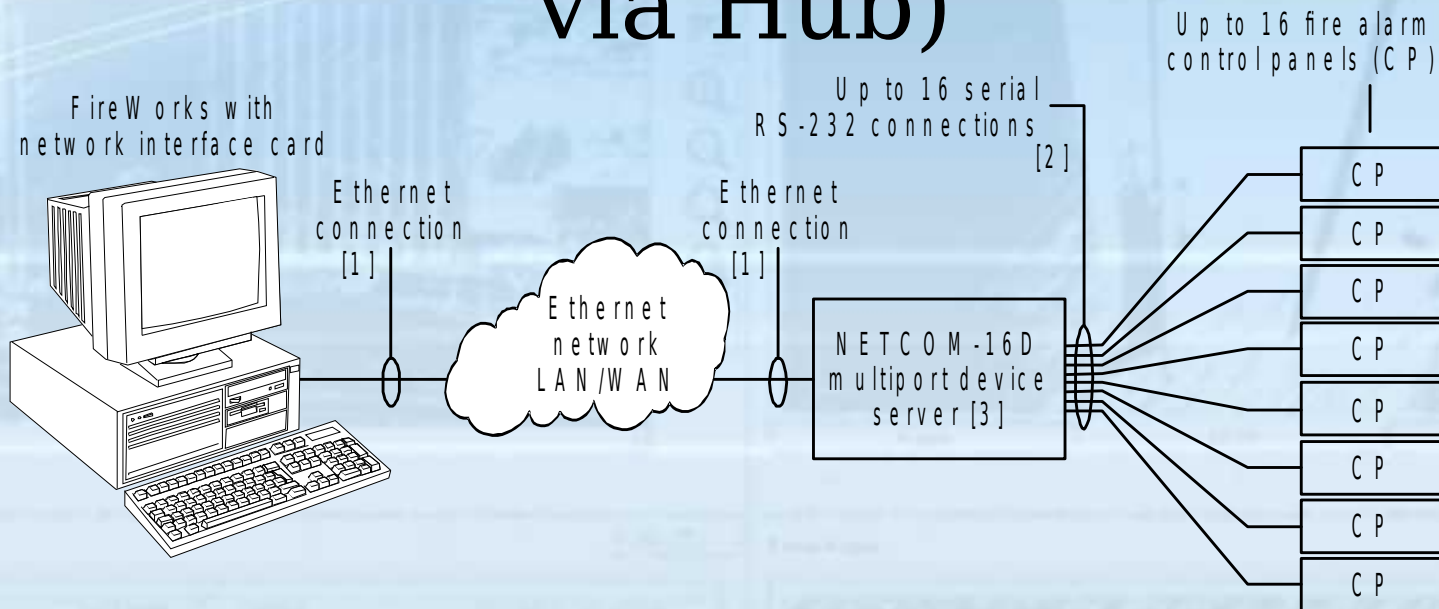 via Hub)
Up to 16 fire alarm
control panels (CP)
Up to 16 serial
RS-232 connections
[2]
FireWorks with
network interface card
Ethernet
connection
[1]
Ethernet
connection
[1]
Ethernet
network
LAN/WAN
NETCOM-16D
multiport device
server [3]
CP
CP
CP
CP
CP
CP
CP
CP